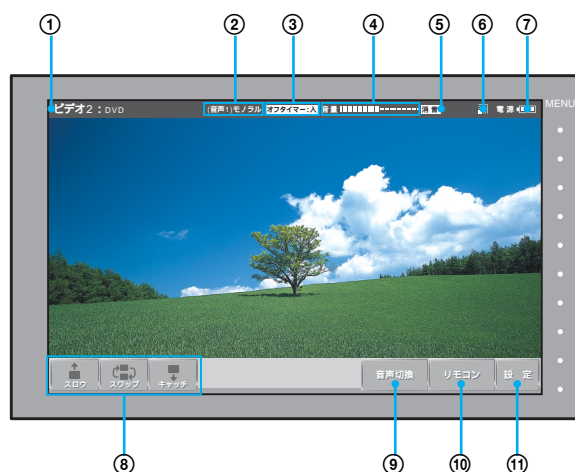 ① ② ③ ④ ⑤ ⑥ ⑦
ビデオ2：DVD (音声1)モノラル オフタイマー：入 音量 消音 電源 MENU
スロウ スワップ キャッチ 音声切換 リモコン 設定
⑧ ⑨ ⑩ ⑪